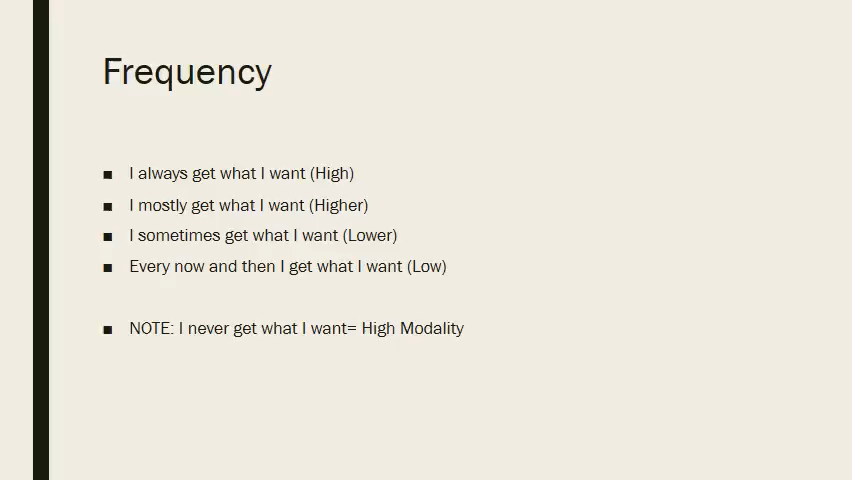 Frequency
■ I always get what I want (High)
■ I mostly get what I want (Higher)
■ I sometimes get what I want (Lower)
■ Every now and then I get what I want (Low)
■ NOTE: I never get what I want= High Modality